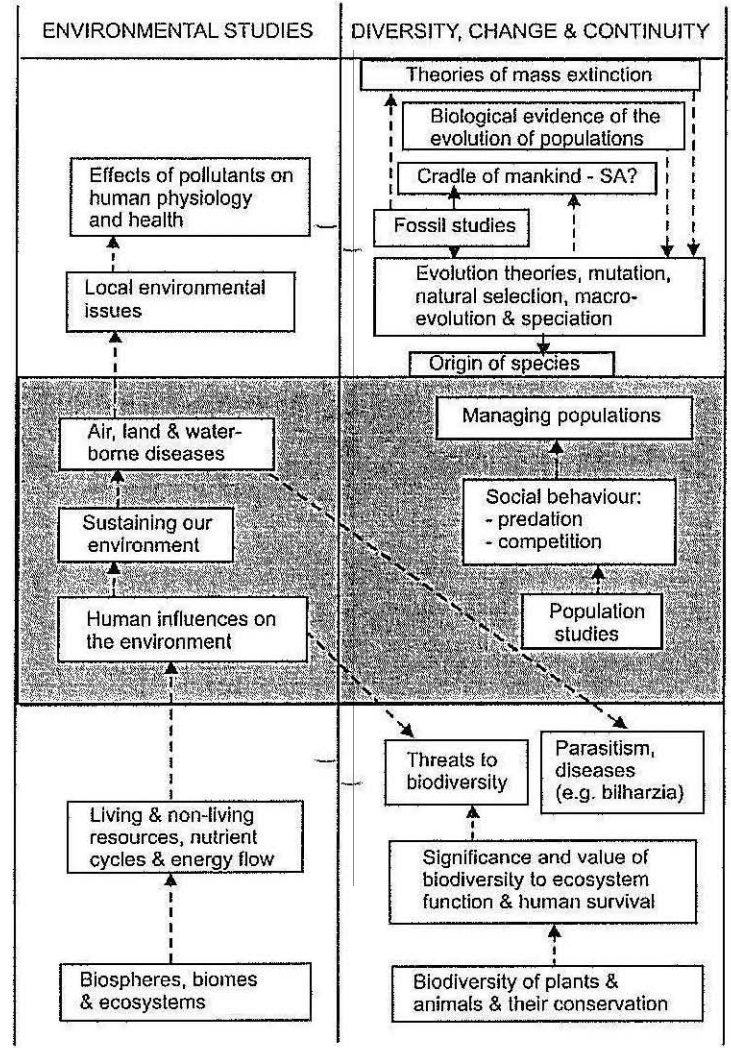 ENVIRONMENTAL STUDIES
DIVERSITY, CHANGE & CONTINUITY
Effects of pollutants on
human physiology
and health
Local environmental
issues
Air, land & water-
borne diseases
Sustaining our
environment
Human influences on
the environment
Living & non-living
resources, nutrient
cycles & energy flow
Biospheres, biomes
& ecosystems
Theories of mass extinction
Biological evidence of the
evolution of populations
Cradle of mankind - SA?
Fossil studies
Evolution theories, mutation,
natural selection, macro-
evolution & speciation
Origin of species
Managing populations
Social behaviour:
- predation
- competition
Population
studies
Threats to
biodiversity
Parasitism,
diseases
(e.g. bilharzia)
Significance and value of
biodiversity to ecosystem
function & human survival
Biodiversity of plants &
animals & their conservation